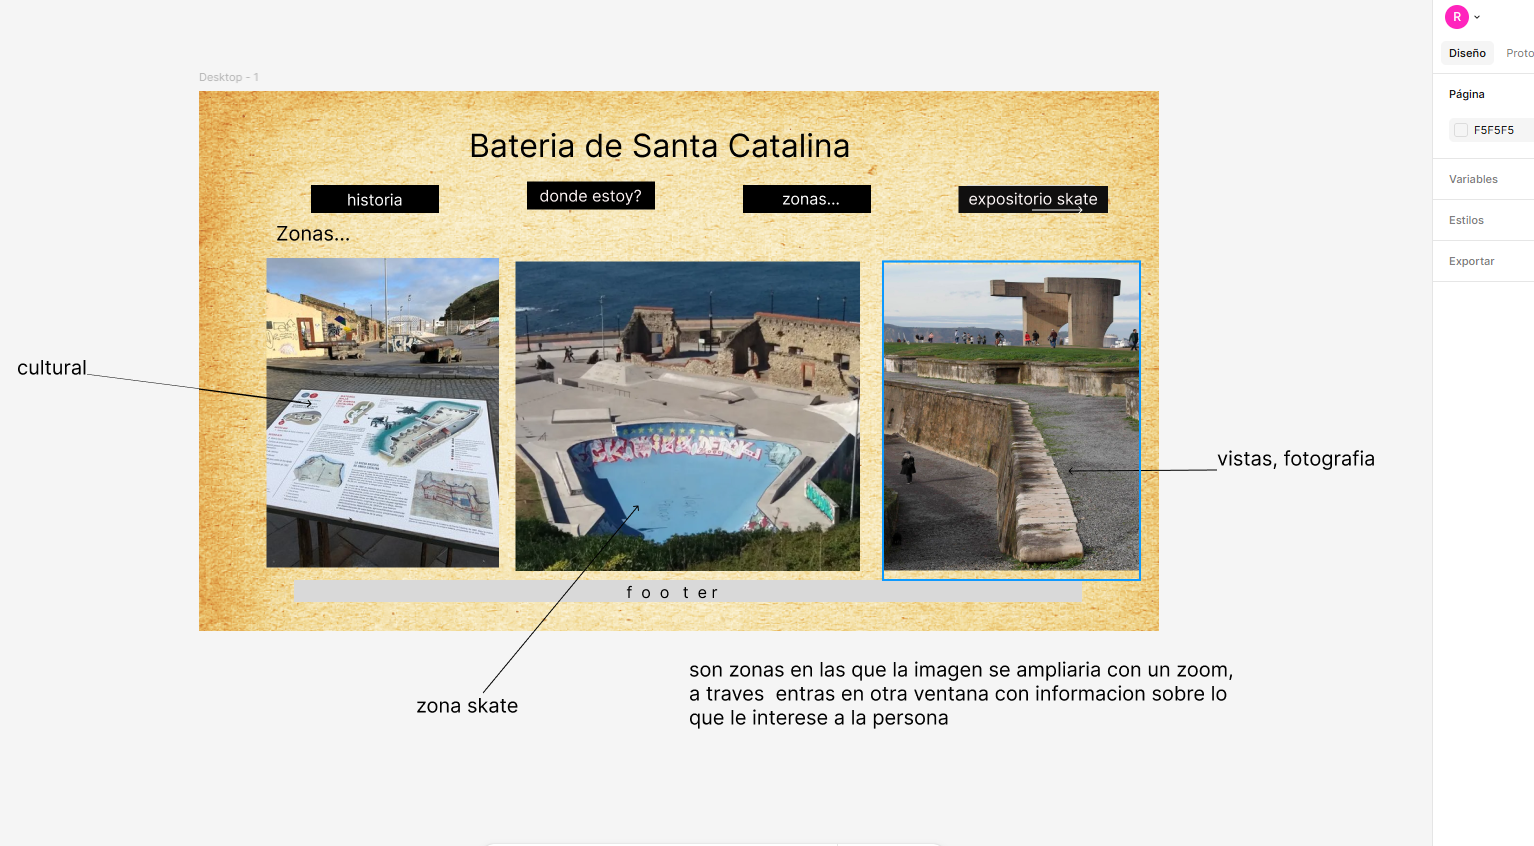 R
Diseño Proto
Página
F5F5F5
Variables
Estilos
Exportar
Desktop - 1
Bateria de Santa Catalina
historia
donde estoy?
zonas...
expositorio skate
Zonas...
cultural
vistas, fotografia
footer
zona skate
son zonas en las que la imagen se ampliaria con un zoom,
a traves entras en otra ventana con informacion sobre lo
que le interese a la persona